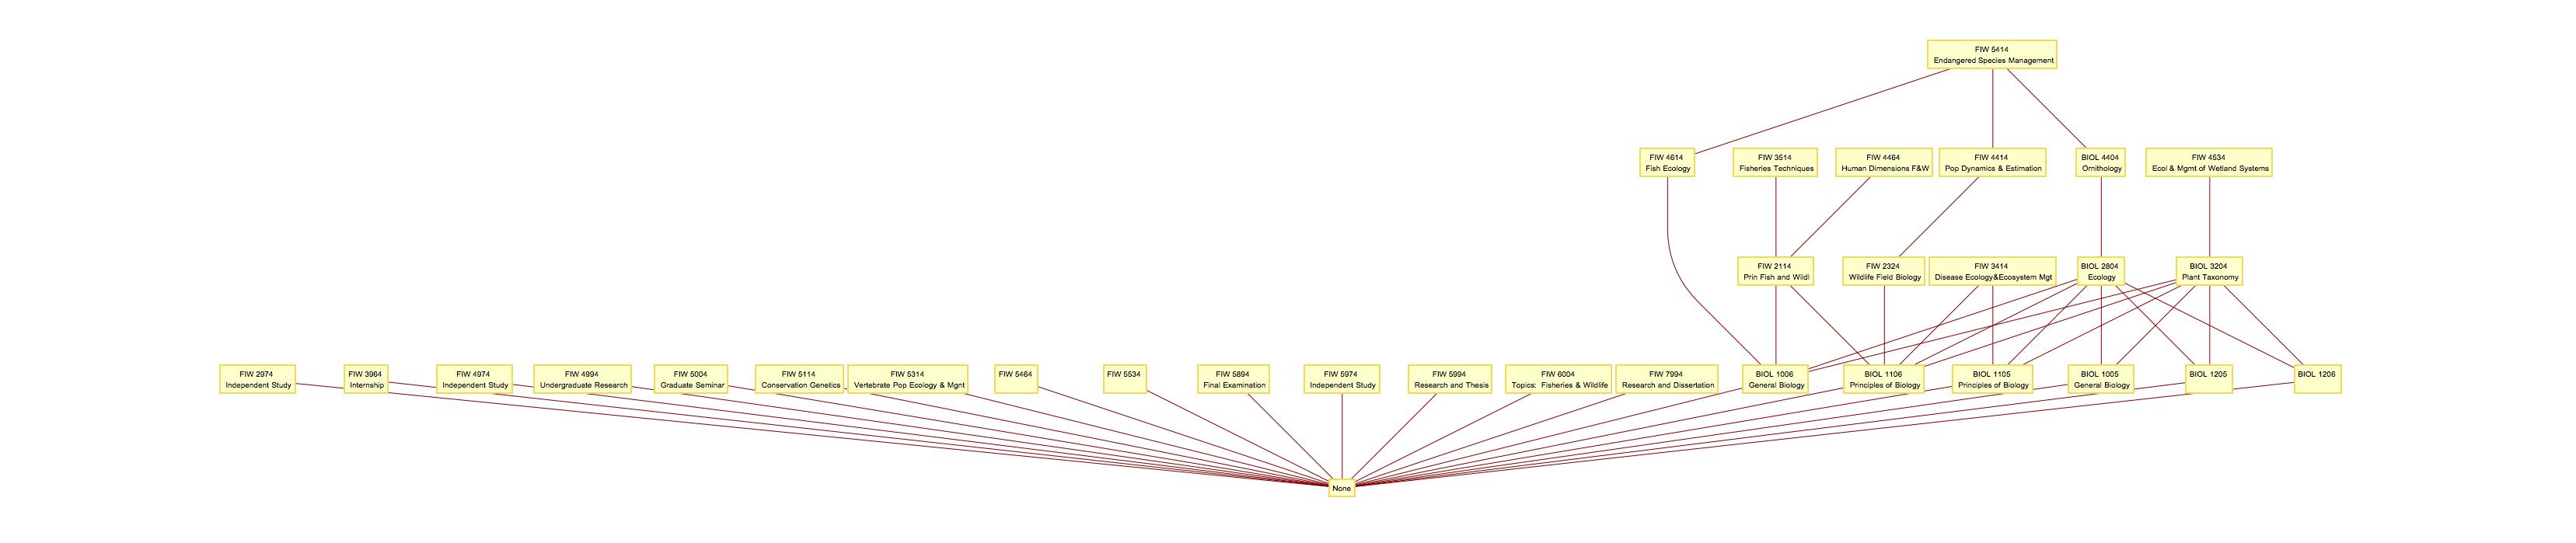 FIW 5414
Endangered Species Management
FIW 4614
Fish Ecology
FIW 3514
Fisheries Techniques
FIW 4464
Human Dimensions F&W
FIW 4414
Pop Dynamics & Estimation
BIOL 4404
Ornithology
FIW 4534
Ecol & Mgmt of Wetland Systems
FIW 2114
Prin Fish and Wildl
FIW 2324
Wildlife Field Biology
FIW 3414
Disease Ecology&Ecosystem Mgt
BIOL 2804
Ecology
BIOL 3204
Plant Taxonomy
FIW 2974
Independent Study
FIW 3964
Internship
FIW 4974
Independent Study
FIW 4994
Undergraduate Research
FIW 5004
Graduate Seminar
FIW 5114
Conservation Genetics
FIW 5314
Vertebrate Pop Ecology & Mgnt
FIW 5464
FIW 5534
FIW 5894
Final Examination
FIW 5974
Independent Study
FIW 5994
Research and Thesis
FIW 6004
Topics: Fisheries & Wildlife
FIW 7994
Research and Dissertation
BIOL 1006
General Biology
BIOL 1106
Principles of Biology
BIOL 1105
Principles of Biology
BIOL 1005
General Biology
BIOL 1205
BIOL 1206
None